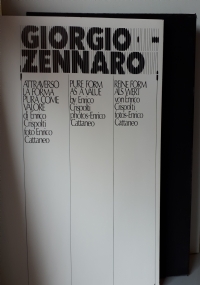 GIORGIO
ZENNARO
ATTRAVERSO
LA FORMA
PURA COME
VALORE
di Enrico
Crispolti
foto Enrico
Cattaneo
PURE FORM
AS A VALUE
by Enrico
Crispolti
photos-Enrico
Cattaneo
REINE FORM
ALS WERT
von Enrico
Crispolti
fotos-Enrico
Cattaneo